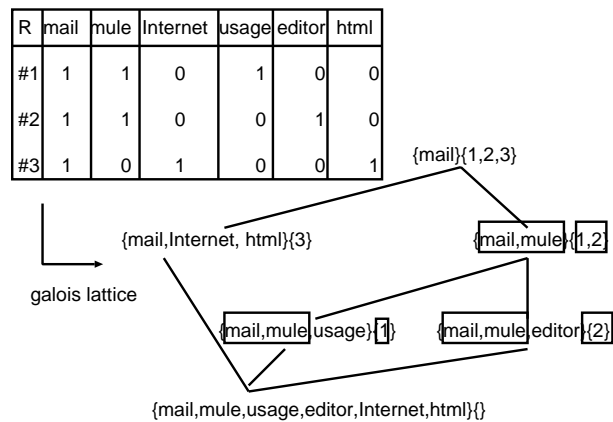 R mail mule Internet usage editor html
#1 1 1 0 1 0 0
#2 1 1 0 0 1 0
#3 1 0 1 0 0 1
{mail}{1,2,3}
{mail,Internet, html}{3} {mail,mule}{1,2}
galois lattice
{mail,mule,usage}{1} {mail,mule,editor}{2}
{mail,mule,usage,editor,Internet,html}{}